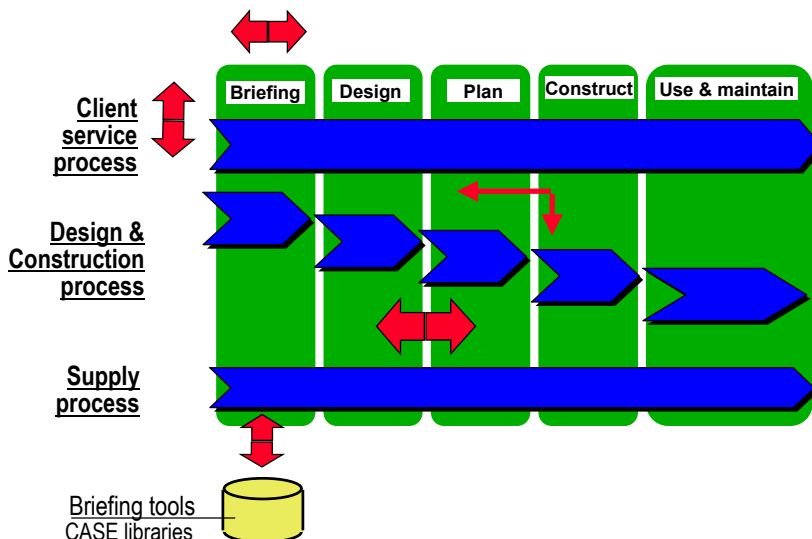 Briefing
Design
Plan
Construct
Use & maintain
Client
service
process
Design &
Construction
process
Supply
process
Briefing tools
CASE libraries